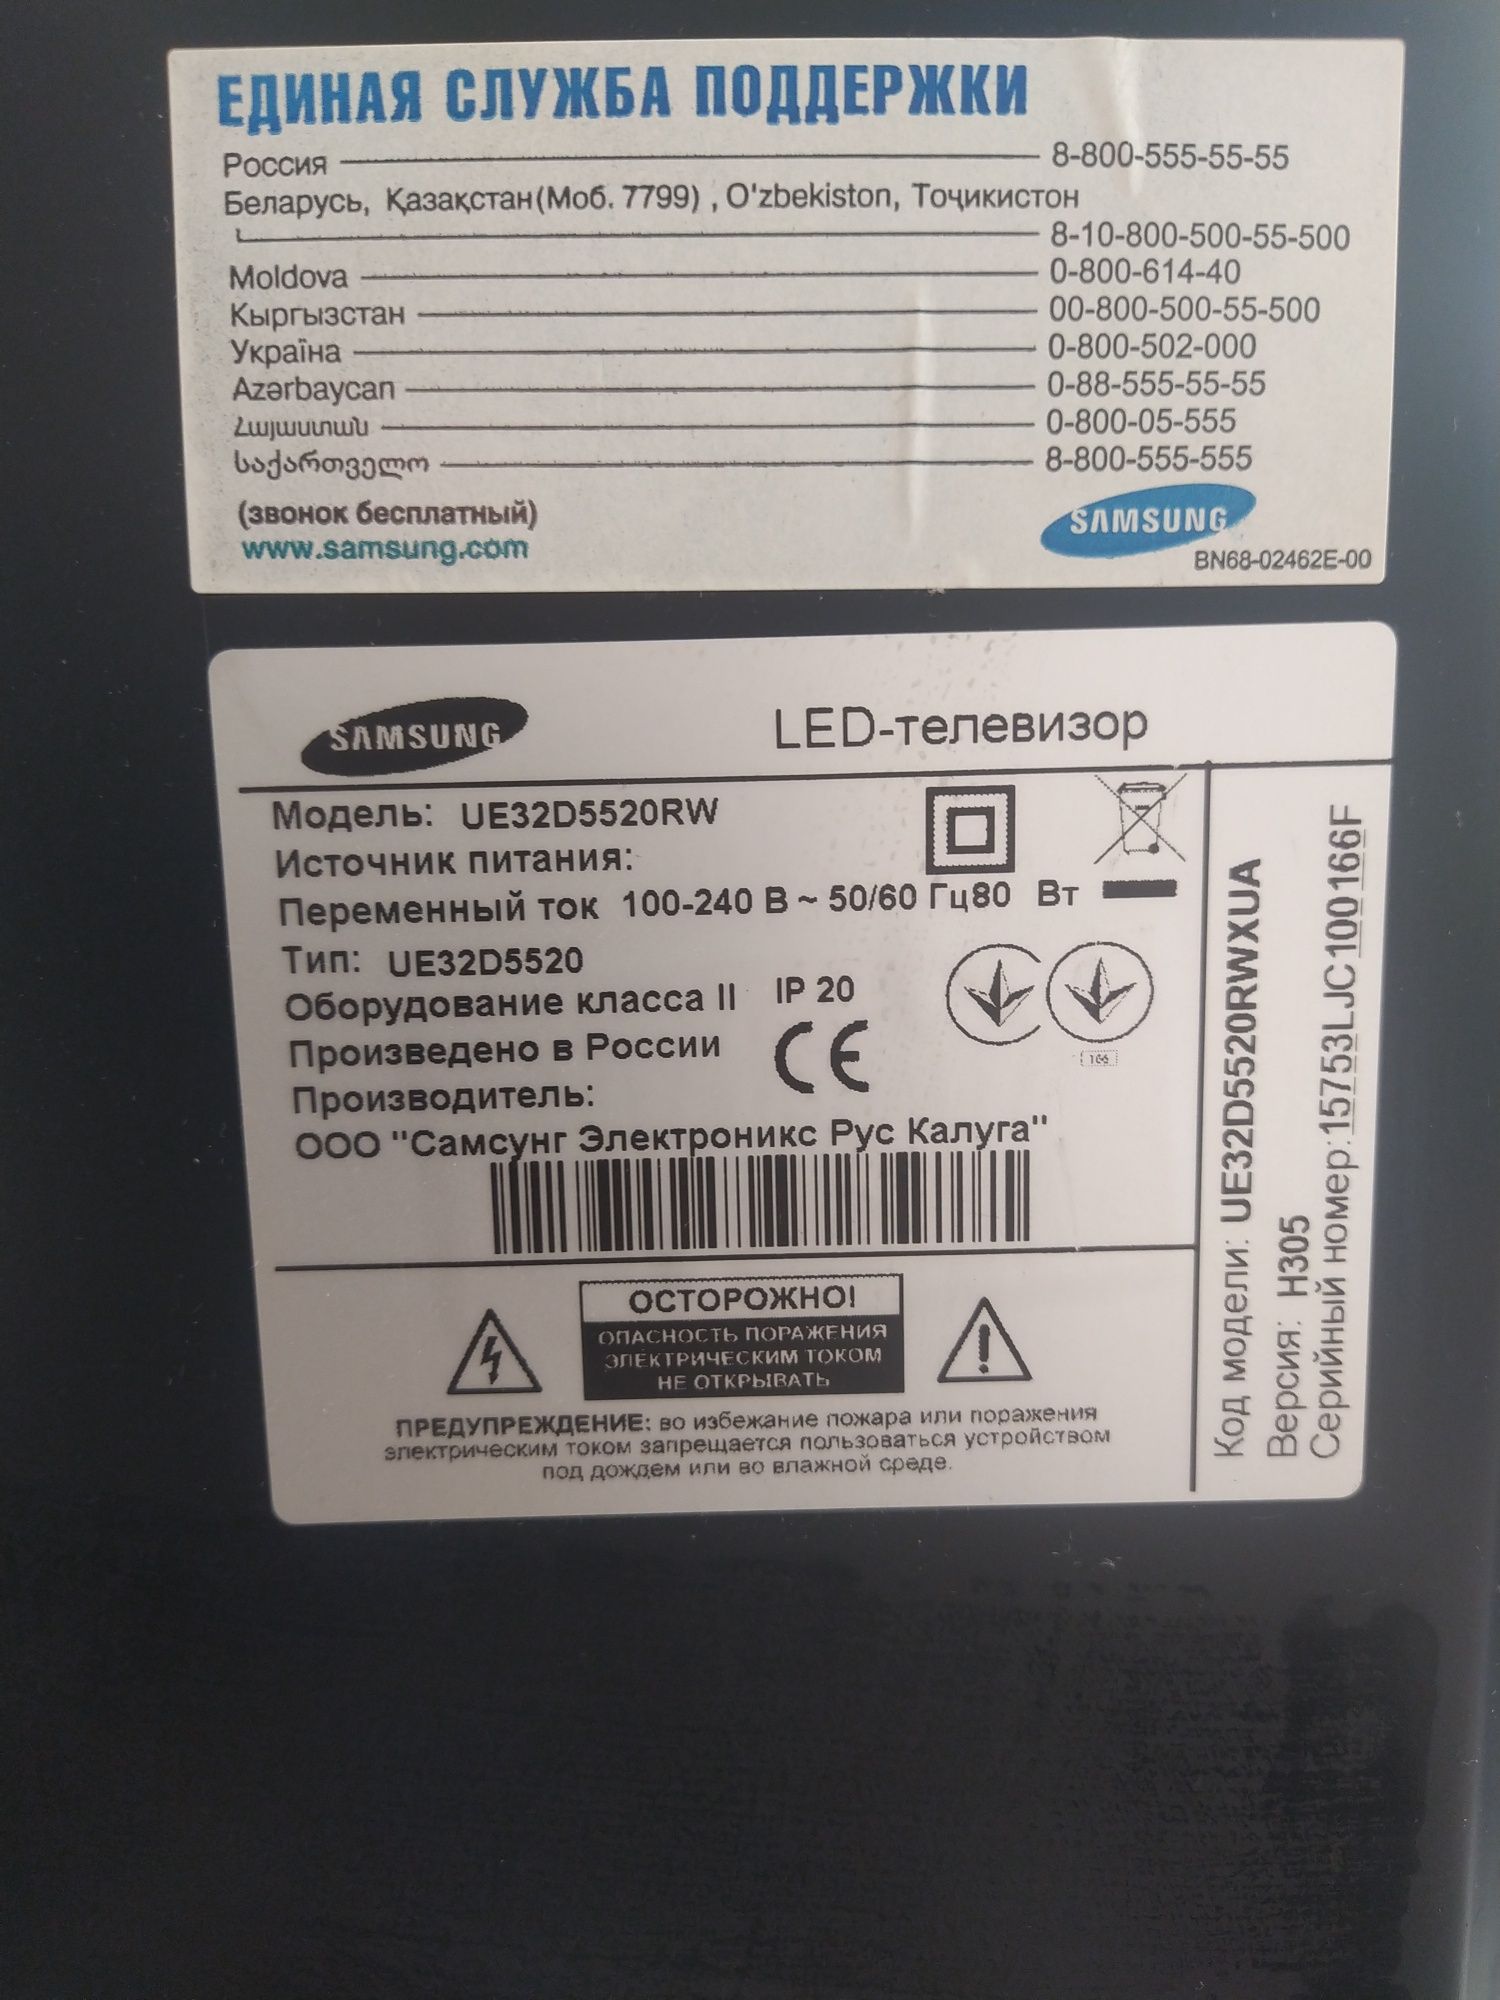 ЕДИНАЯ СЛУЖБА ПОДДЕРЖКИ
Россия 8-800-555-55-55
Беларусь, Қазақстан(Моб. 7799) , O'zbekiston, Тоҷикистон
8-10-800-500-55-500
Moldova 0-800-614-40
Кыргызстан 00-800-500-55-500
Україна 0-800-502-000
Azərbaycan 0-88-555-55-55
Հայաստան 0-800-05-555
საქართველო 8-800-555-555
(звонок бесплатный)
www.samsung.com
SAMSUNG
BN68-02462E-00
SAMSUNG
LED-телевизор
Модель: UE32D5520RW
Источник питания:
Переменный ток 100-240 В ~ 50/60 Гц80 Вт
Тип: UE32D5520
Оборудование класса II IP 20
Произведено в России
CE
Производитель:
ООО "Самсунг Электроникс Рус Калуга"
166
ОСТОРОЖНО!
ОПАСНОСТЬ ПОРАЖЕНИЯ
ЭЛЕКТРИЧЕСКИМ ТОКОМ
НЕ ОТКРЫВАТЬ
ПРЕДУПРЕЖДЕНИЕ: во избежание пожара или поражения
электрическим током запрещается пользоваться устройством
под дождем или во влажной среде.
Код модели: UE32D5520RWXUA
Версия: H305
Серийный номер:15753LJC100166F